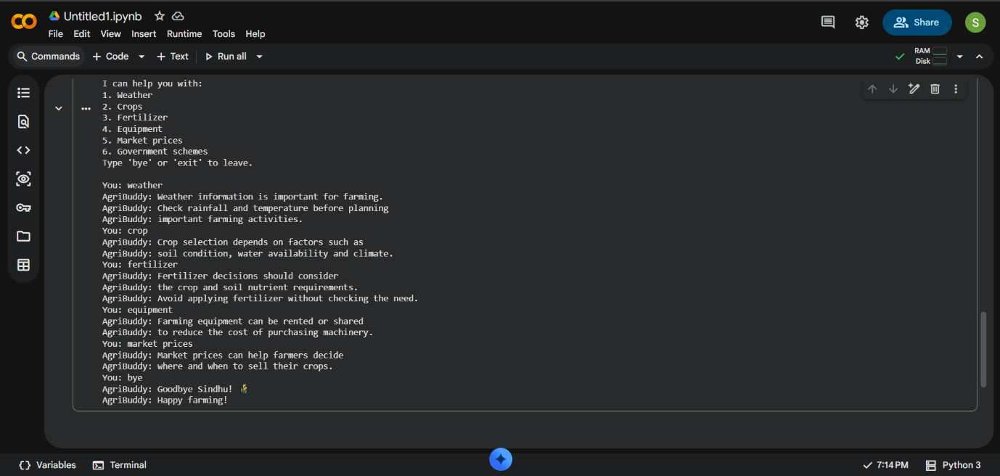 Untitled1.ipynb
File Edit View Insert Runtime Tools Help
Share
S
Commands + Code + Text Run all
RAM
Disk
I can help you with:
1. Weather
2. Crops
3. Fertilizer
4. Equipment
5. Market prices
6. Government schemes
Type 'bye' or 'exit' to leave.
You: weather
AgriBuddy: Weather information is important for farming.
AgriBuddy: Check rainfall and temperature before planning
AgriBuddy: important farming activities.
You: crop
AgriBuddy: Crop selection depends on factors such as
AgriBuddy: soil condition, water availability and climate.
You: fertilizer
AgriBuddy: Fertilizer decisions should consider
AgriBuddy: the crop and soil nutrient requirements.
AgriBuddy: Avoid applying fertilizer without checking the need.
You: equipment
AgriBuddy: Farming equipment can be rented or shared
AgriBuddy: to reduce the cost of purchasing machinery.
You: market prices
AgriBuddy: Market prices can help farmers decide
AgriBuddy: where and when to sell their crops.
You: bye
AgriBuddy: Goodbye Sindhu! 🌾
AgriBuddy: Happy farming!
{} Variables Terminal
7:14 PM Python 3